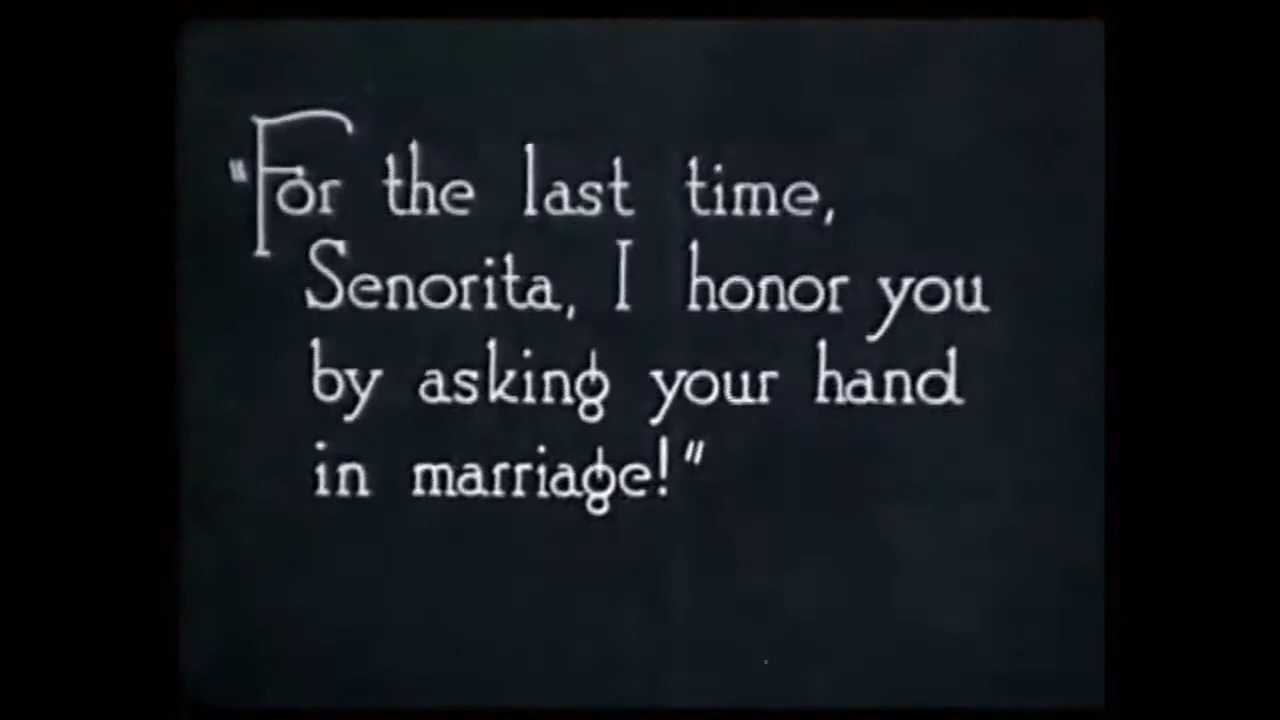 "For the last time,
Senorita, I honor you
by asking your hand
in marriage!"